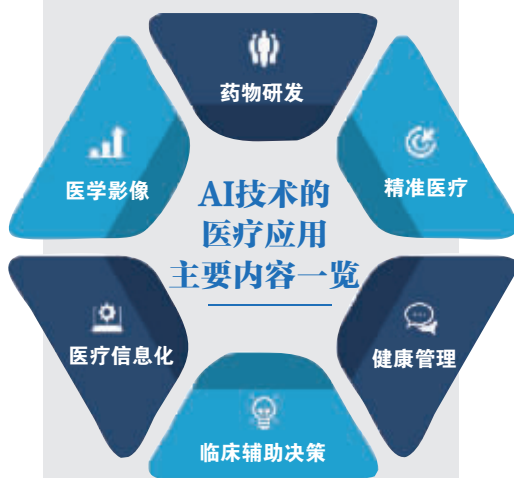 药物研发
医学影像
精准医疗
AI技术的
医疗应用
主要内容一览
医疗信息化
健康管理
临床辅助决策